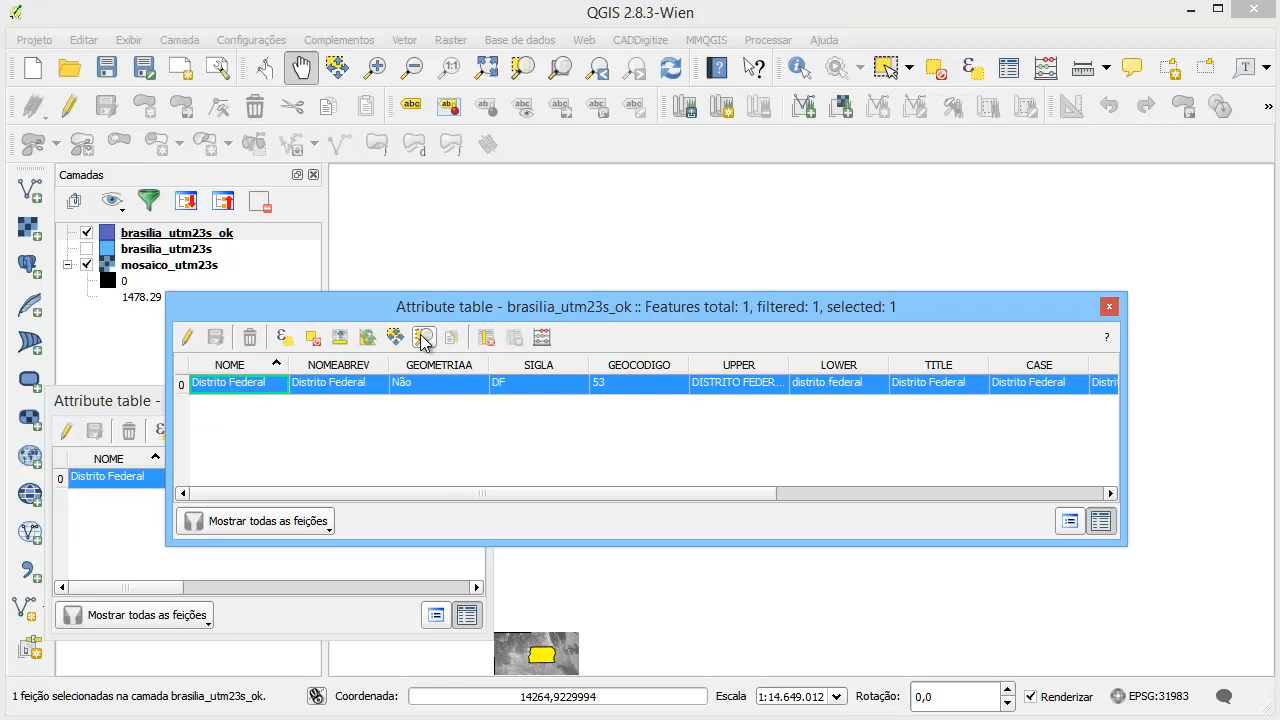 QGIS 2.8.3-Wien
Projeto Editar Exibir Camada Configurações Complementos Vetor Raster Base de dados Web CADDigitize MMQGIS Processar Ajuda
Camadas
brasilia_utm23s_ok
brasilia_utm23s
mosaico_utm23s
0
1478.29
Attribute table - brasilia_utm23s_ok :: Features total: 1, filtered: 1, selected: 1
?
NOME NOMEABREV GEOMETRIAA SIGLA GEOCODIGO UPPER LOWER TITLE CASE
0 Distrito Federal Distrito Federal Não DF 53 DISTRITO FEDER... distrito federal Distrito Federal Distrito Federal Distri
Mostrar todas as feições
Attribute table -
NOME
0 Distrito Federal
Mostrar todas as feições
1 feição selecionadas na camada brasilia_utm23s_ok. Coordenada: 14264,9229994 Escala 1:14.649.012 Rotação: 0,0 Renderizar EPSG:31983